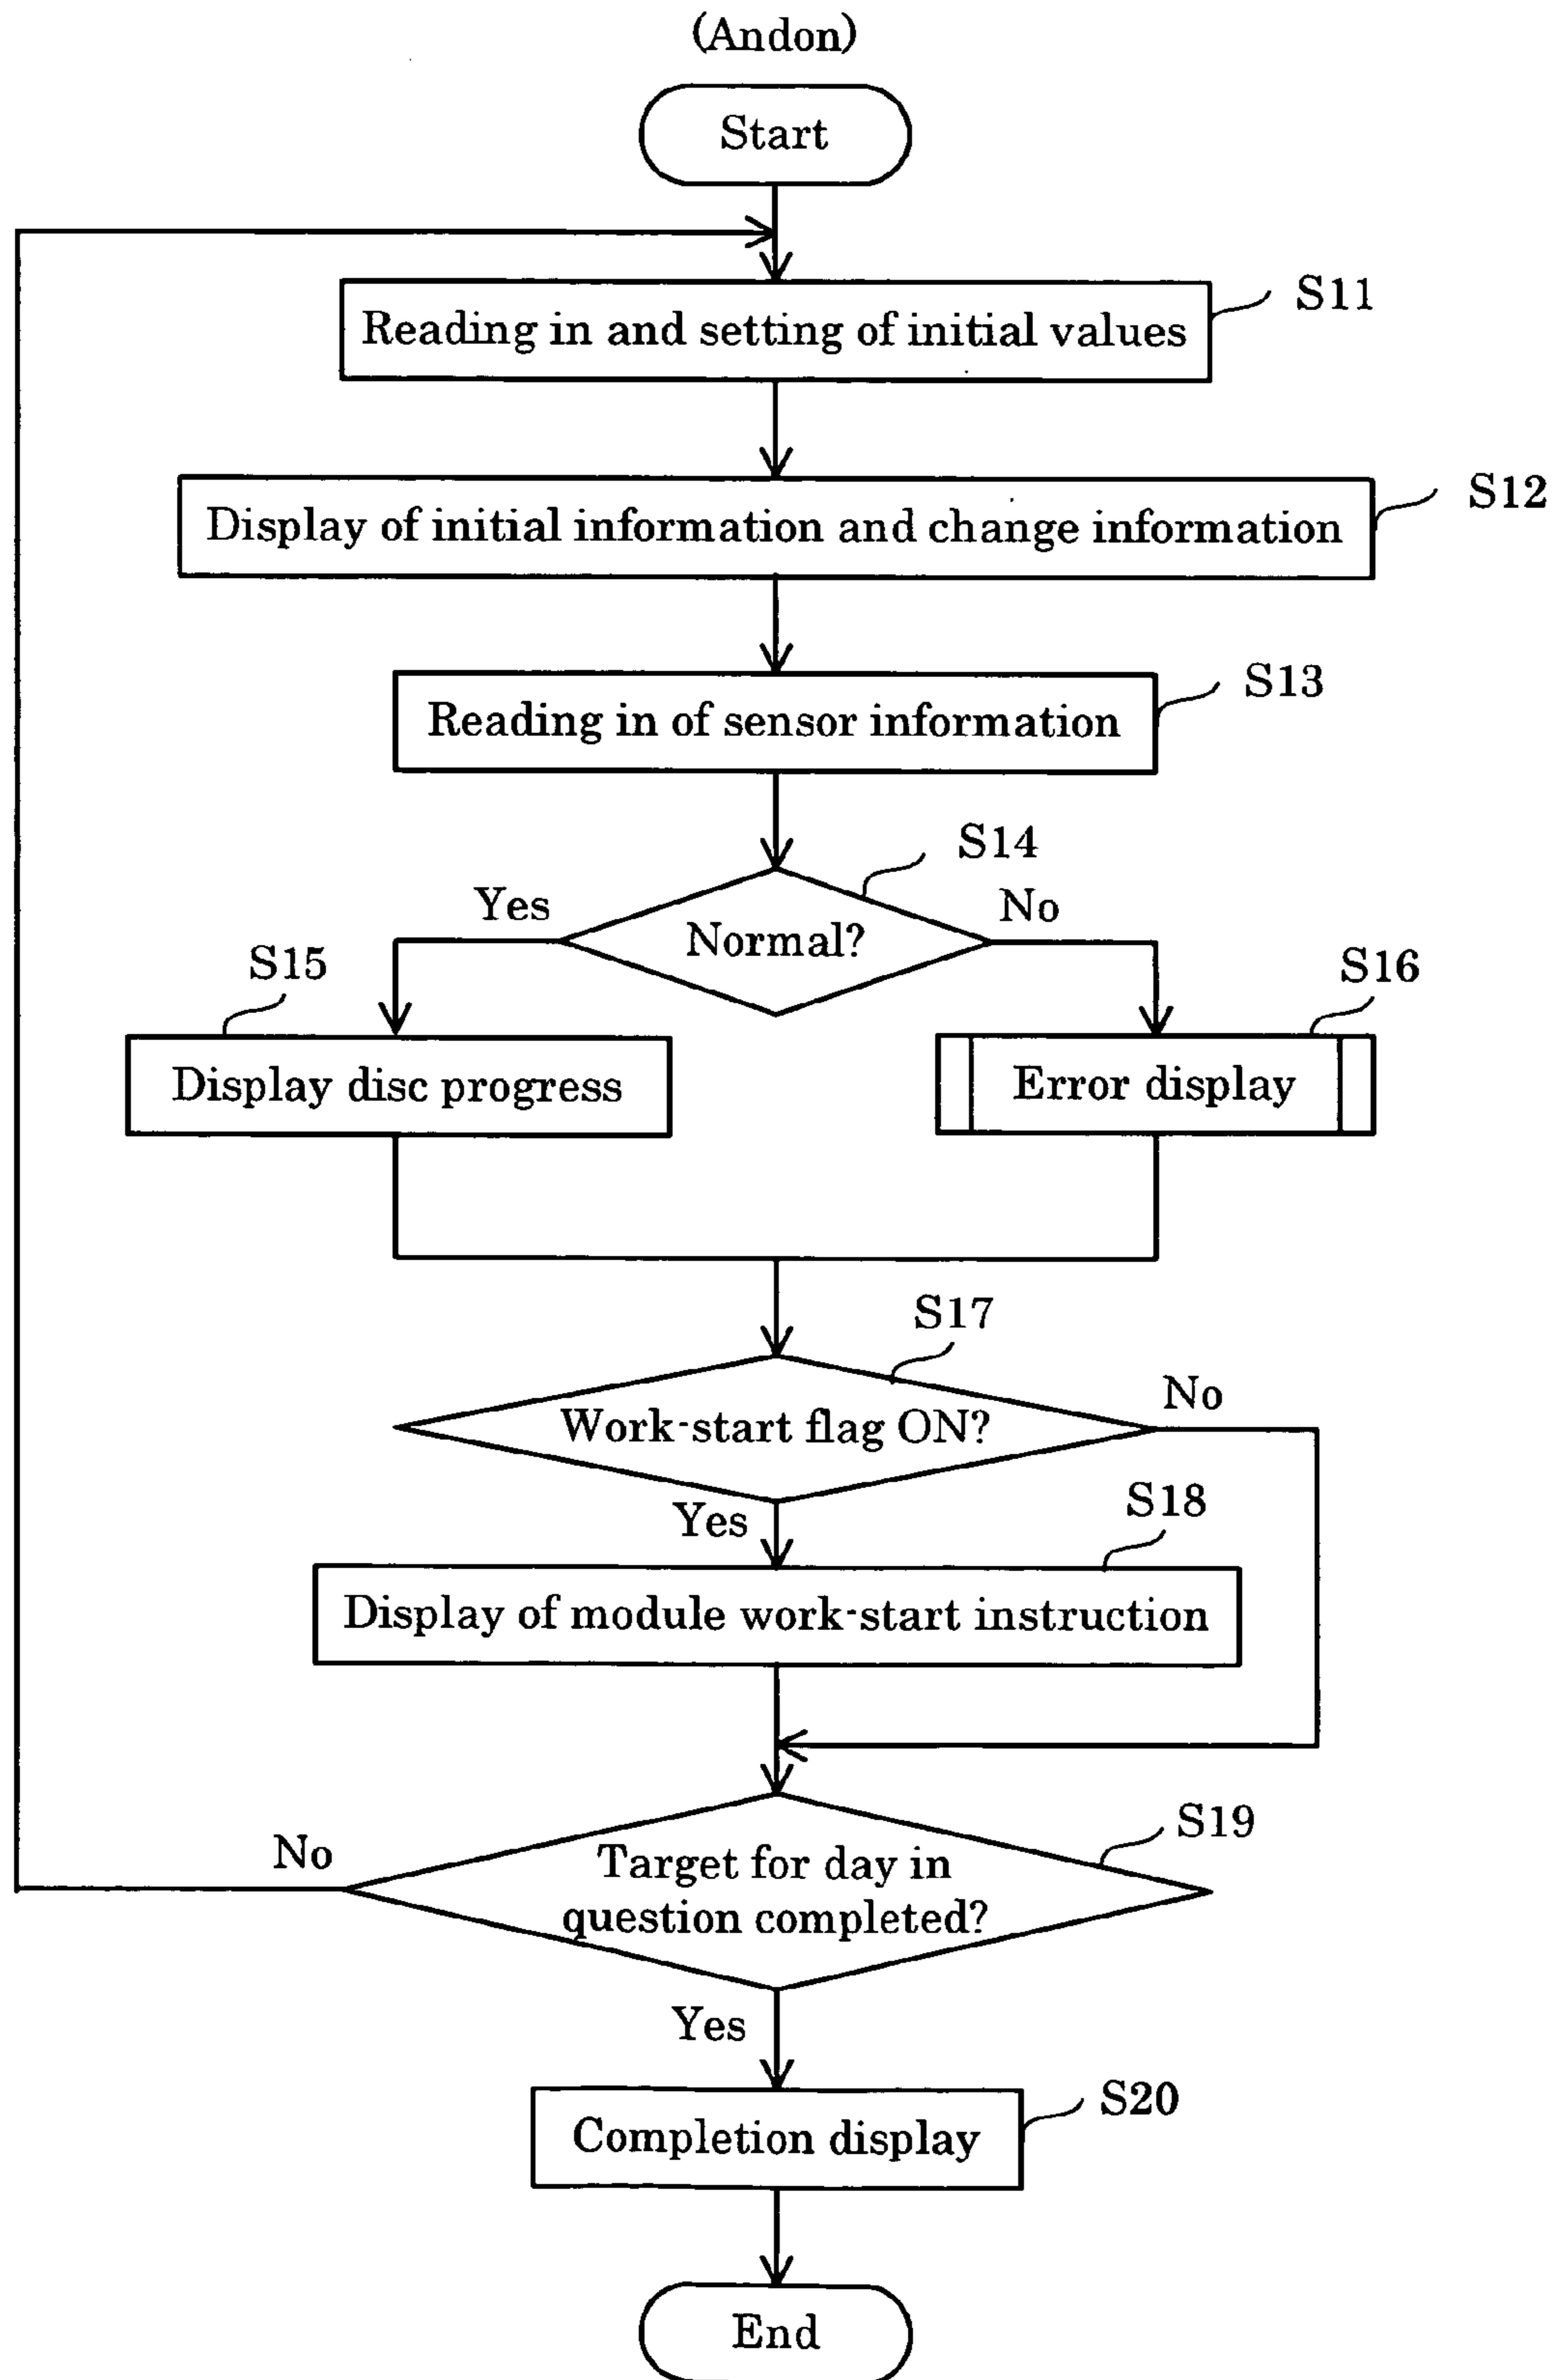 (Andon)
Start
S11
Reading in and setting of initial values
S12
Display of initial information and change information
S13
Reading in of sensor information
S14
Yes
Normal?
No
S15
S16
Display disc progress
Error display
S17
Work-start flag ON?
No
Yes
S18
Display of module work-start instruction
S19
No
Target for day in
question completed?
Yes
S20
Completion display
End